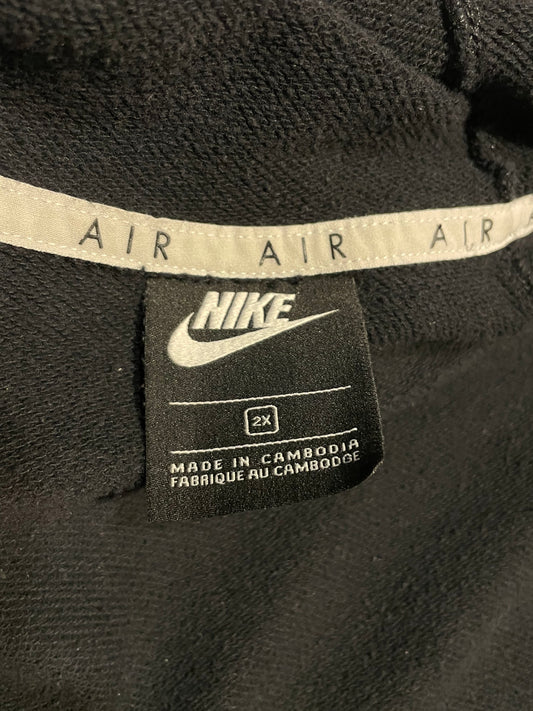 AIR AIR AIR
NIKE
2X
MADE IN CAMBODIA
FABRIQUE AU CAMBODGE